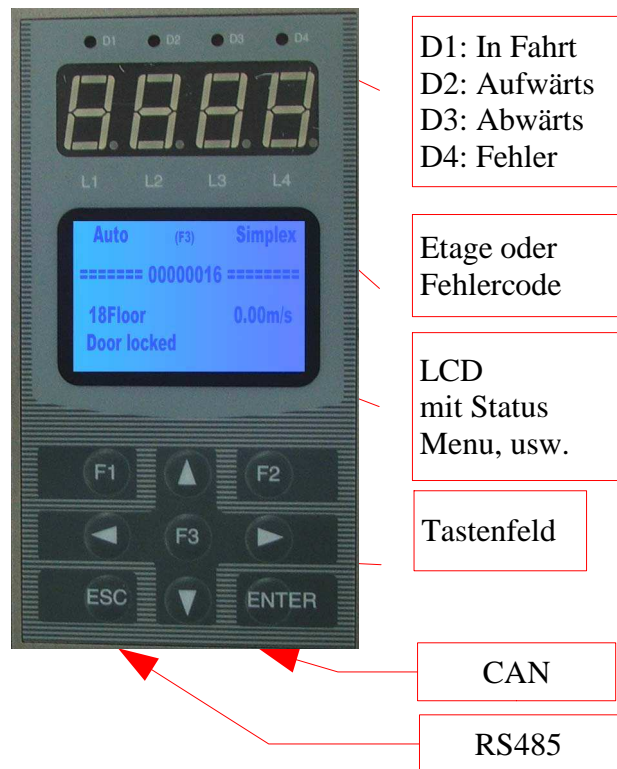 D1 D2 D3 D4
L1 L2 L3 L4
Auto (F3) Simplex
======= 00000016 ========
18Floor 0.00m/s
Door locked
F1 F2
F3
ESC ENTER
D1: In Fahrt
D2: Aufwärts
D3: Abwärts
D4: Fehler
Etage oder
Fehlercode
LCD
mit Status
Menu, usw.
Tastenfeld
CAN
RS485